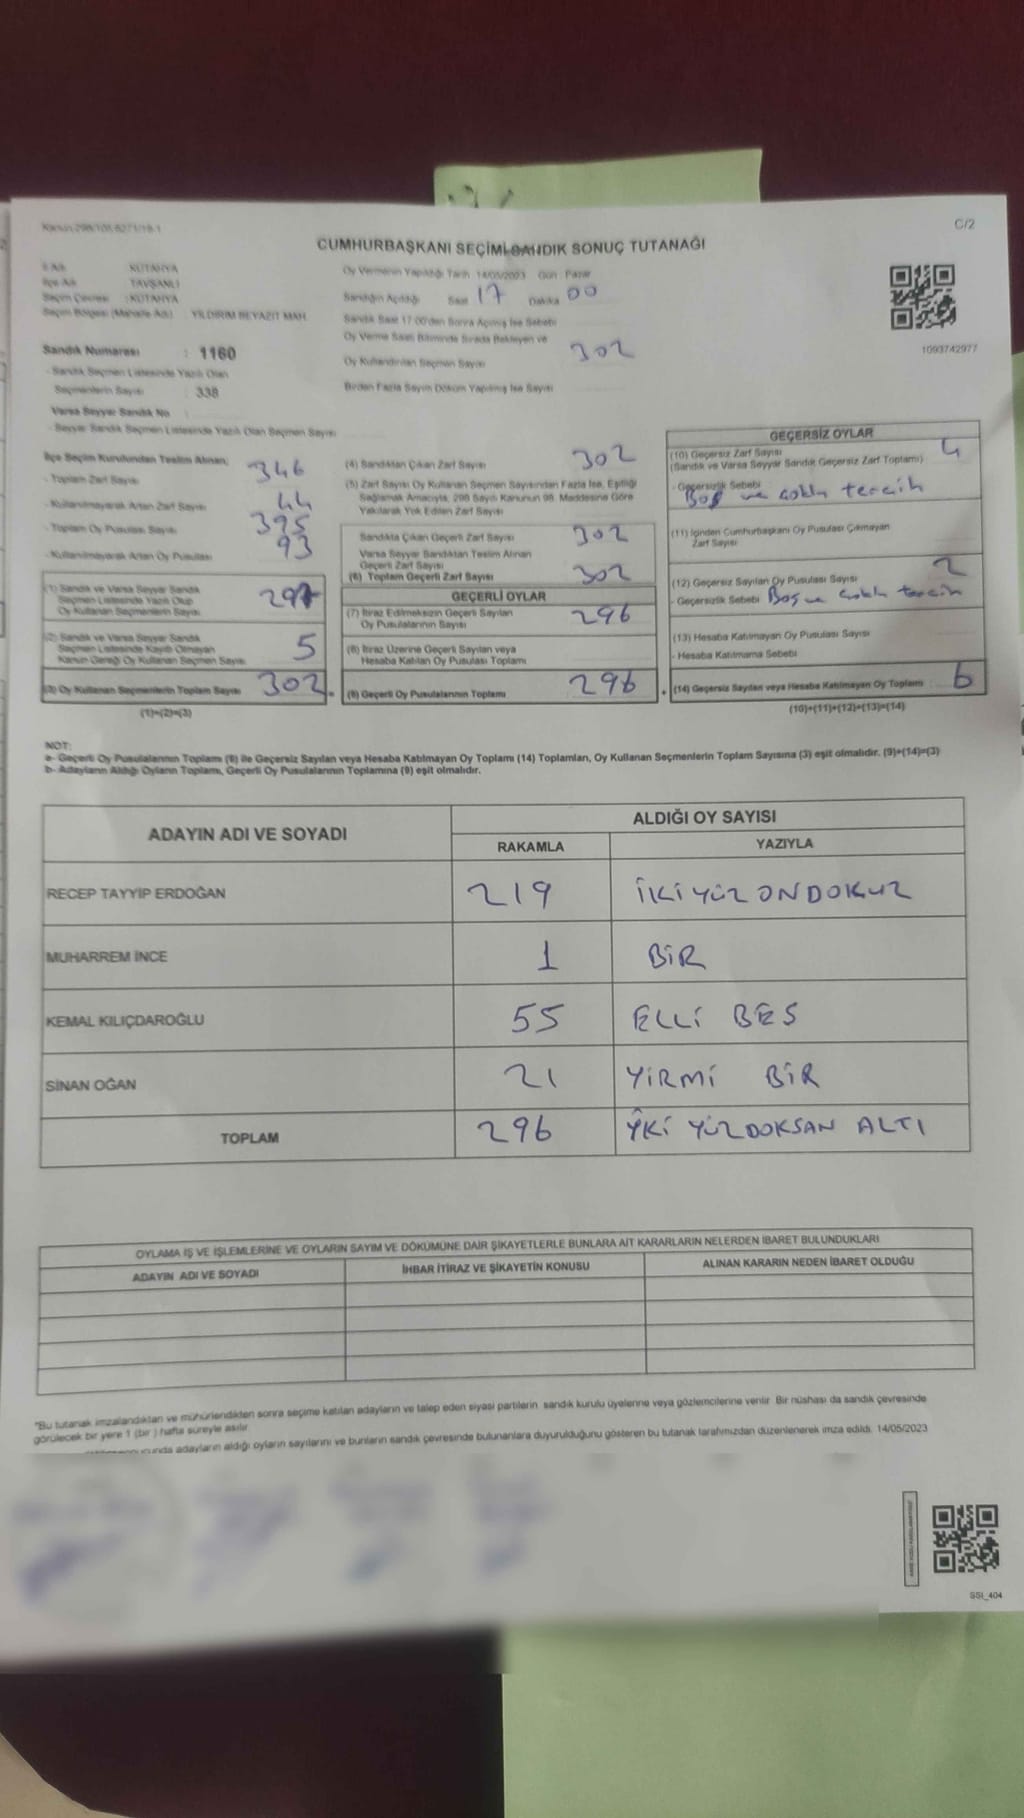 Kanun:298/105,6271/19-1
C/2
CUMHURBAŞKANI SEÇİMİ SANDIK SONUÇ TUTANAĞI
İl Adı : KÜTAHYA
İlçe Adı : TAVŞANLI
Seçim Çevresi : KÜTAHYA
Seçim Bölgesi (Mahalle Adı) : YILDIRIM BEYAZIT MAH.
Sandık Numarası : 1160
- Sandık Seçmen Listesinde Yazılı Olan
Seçmenlerin Sayısı : 338
Varsa Seyyar Sandık No :
- Seyyar Sandık Seçmen Listesinde Yazılı Olan Seçmen Sayısı
Oy Vermenin Yapıldığı Tarih 14/05/2023 Gün : Pazar
Sandığın Açıldığı Saat 17 Dakika 00
Sandık Saat 17:00'den Sonra Açılmış İse Sebebi
Oy Verme Saati Bitiminde Sırada Bekleyen ve
Oy Kullandırılan Seçmen Sayısı 302
Birden Fazla Sayım Döküm Yapılmış İse Sayısı
1093742977
İlçe Seçim Kurulundan Teslim Alınan;
- Toplam Zarf Sayısı 346
- Kullanılmayarak Artan Zarf Sayısı 44
- Toplam Oy Pusulası Sayısı 395
- Kullanılmayarak Artan Oy Pusulası 93
(1) Sandık ve Varsa Seyyar Sandık
Seçmen Listesinde Yazılı Olup
Oy Kullanan Seçmenlerin Sayısı 297
(2) Sandık ve Varsa Seyyar Sandık
Seçmen Listesinde Kayıtlı Olmayan
Kanun Gereği Oy Kullanan Seçmen Sayısı 5
(3) Oy Kullanan Seçmenlerin Toplam Sayısı 302
(1)+(2)=(3)
(4) Sandıktan Çıkan Zarf Sayısı 302
(5) Zarf Sayısı Oy Kullanan Seçmen Sayısından Fazla İse, Eşitliği
Sağlamak Amacıyla, 298 Sayılı Kanunun 98. Maddesine Göre
Yakılarak Yok Edilen Zarf Sayısı
Sandıkta Çıkan Geçerli Zarf Sayısı 302
Varsa Seyyar Sandıktan Teslim Alınan
Geçerli Zarf Sayısı
(6) Toplam Geçerli Zarf Sayısı 302
GEÇERLİ OYLAR
(7) İtiraz Edilmeksizin Geçerli Sayılan
Oy Pusulalarının Sayısı 296
(8) İtiraz Üzerine Geçerli Sayılan veya
Hesaba Katılan Oy Pusulası Toplamı
(9) Geçerli Oy Pusulalarının Toplamı 296
GEÇERSİZ OYLAR
(10) Geçersiz Zarf Sayısı 4
(Sandık ve Varsa Seyyar Sandık Geçersiz Zarf Toplamı)
- Geçersizlik Sebebi
Boş ve çoklu tercih
(11) İçinden Cumhurbaşkanı Oy Pusulası Çıkmayan
Zarf Sayısı
(12) Geçersiz Sayılan Oy Pusulası Sayısı 2
- Geçersizlik Sebebi Boş ve çoklu tercih
(13) Hesaba Katılmayan Oy Pusulası Sayısı
- Hesaba Katılmama Sebebi
(14) Geçersiz Sayılan veya Hesaba Katılmayan Oy Toplamı 6
(10)+(11)+(12)+(13)=(14)
NOT:
a- Geçerli Oy Pusulalarının Toplamı (9) ile Geçersiz Sayılan veya Hesaba Katılmayan Oy Toplamı (14) Toplamları, Oy Kullanan Seçmenlerin Toplam Sayısına (3) eşit olmalıdır. (9)+(14)=(3)
b- Adayların Aldığı Oyların Toplamı, Geçerli Oy Pusulalarının Toplamına (9) eşit olmalıdır.
ADAYIN ADI VE SOYADI
ALDIĞI OY SAYISI
RAKAMLA YAZIYLA
RECEP TAYYİP ERDOĞAN 219 İKİ YÜZ ONDOKUZ
MUHARREM İNCE 1 BİR
KEMAL KILIÇDAROĞLU 55 ELLİ BES
SİNAN OĞAN 21 YİRMİ BİR
TOPLAM 296 İKİ YÜZDOKSAN ALTI
OYLAMA İŞ VE İŞLEMLERİNE VE OYLARIN SAYIM VE DÖKÜMÜNE DAİR ŞİKAYETLERLE BUNLARA AİT KARARLARIN NELERDEN İBARET BULUNDUKLARI
ADAYIN ADI VE SOYADI İHBAR İTİRAZ VE ŞİKAYETİN KONUSU ALINAN KARARIN NEDEN İBARET OLDUĞU
"Bu tutanak imzalandıktan ve mühürlendikten sonra seçime katılan adayların ve talep eden siyasi partilerin sandık kurulu üyelerine veya gözlemcilerine verilir. Bir nüshası da sandık çevresinde
görülecek bir yere 1 (bir ) hafta süreyle asılır.
adayların aldığı oyların sayılarını ve bunların sandık çevresinde bulunanlara duyurulduğunu gösteren bu tutanak tarafımızdan düzenlenerek imza edildi. 14/05/2023
SSI_404